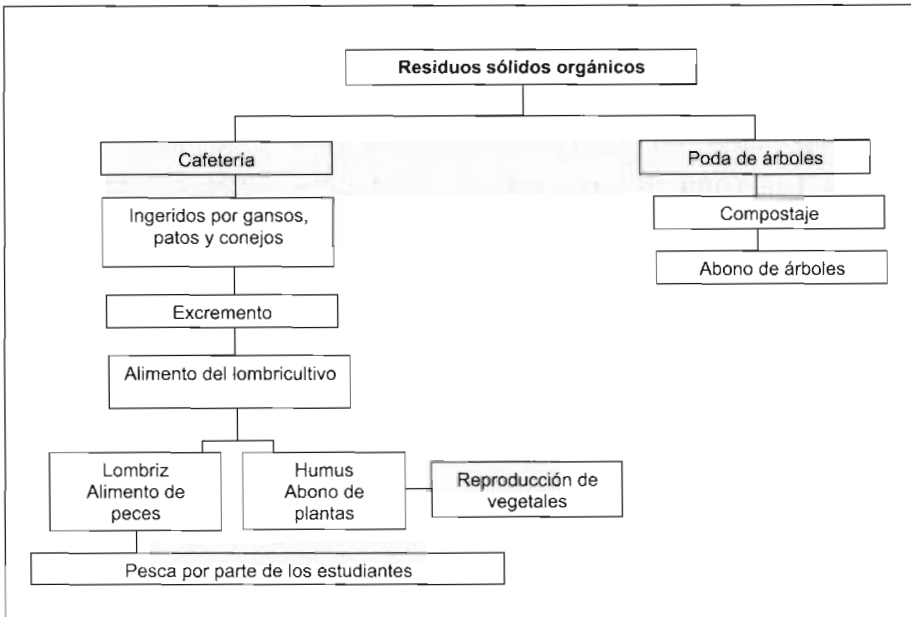 Residuos sólidos orgánicos
Cafetería
Poda de árboles
Ingeridos por gansos,
patos y conejos
Compostaje
Abono de árboles
Excremento
Alimento del lombricultivo
Lombriz
Alimento de
peces
Humus
Abono de
plantas
Reproducción de
vegetales
Pesca por parte de los estudiantes